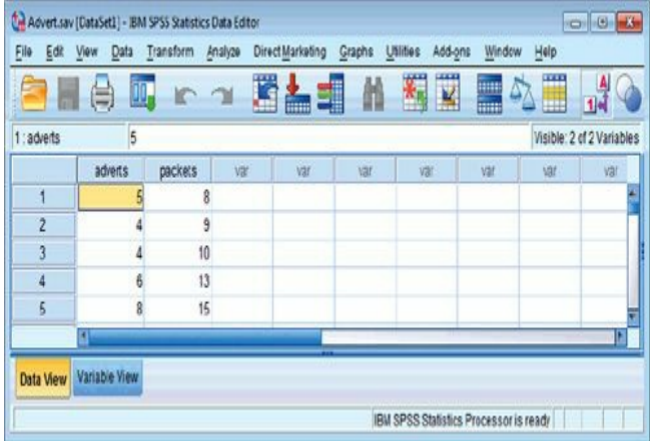 Advert.sav [DataSet1] - IBM SPSS Statistics Data Editor
File Edit View Data Transform Analyze Direct Marketing Graphs Utilities Add-ons Window Help
1 : adverts 5 Visible: 2 of 2 Variables
adverts packets var var var var var var var
1 5 8
2 4 9
3 4 10
4 6 13
5 8 15
Data View Variable View
IBM SPSS Statistics Processor is ready